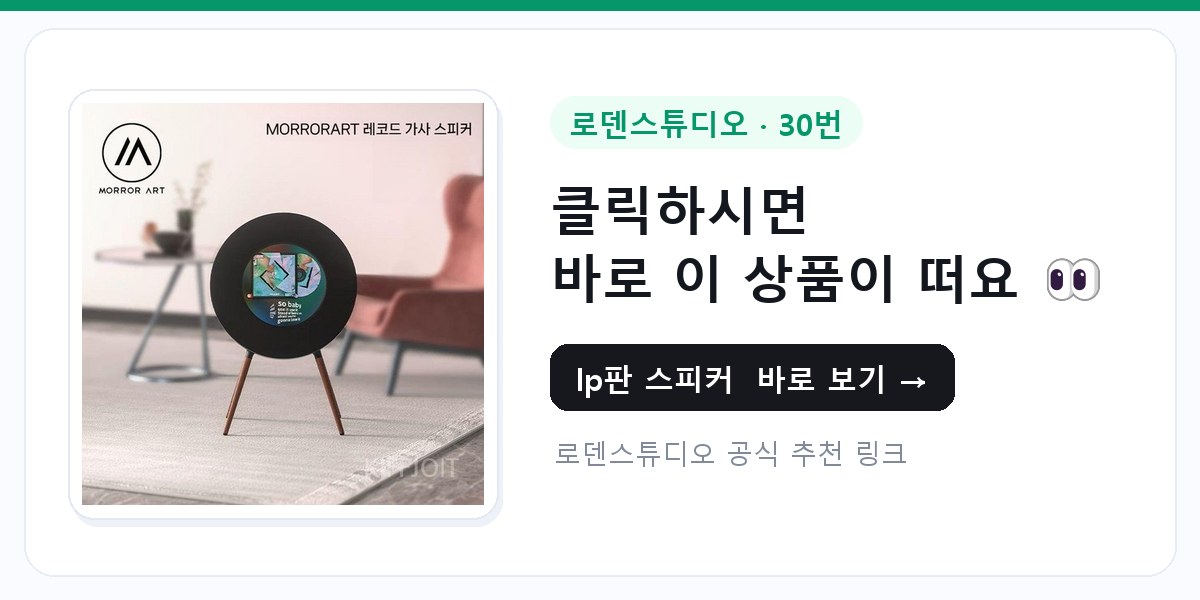 MORRORART 레코드 가사 스피커
MORROR ART
so baby
로덴스튜디오 · 30번
클릭하시면
바로 이 상품이 떠요 👀
lp판 스피커 바로 보기 →
로덴스튜디오 공식 추천 링크